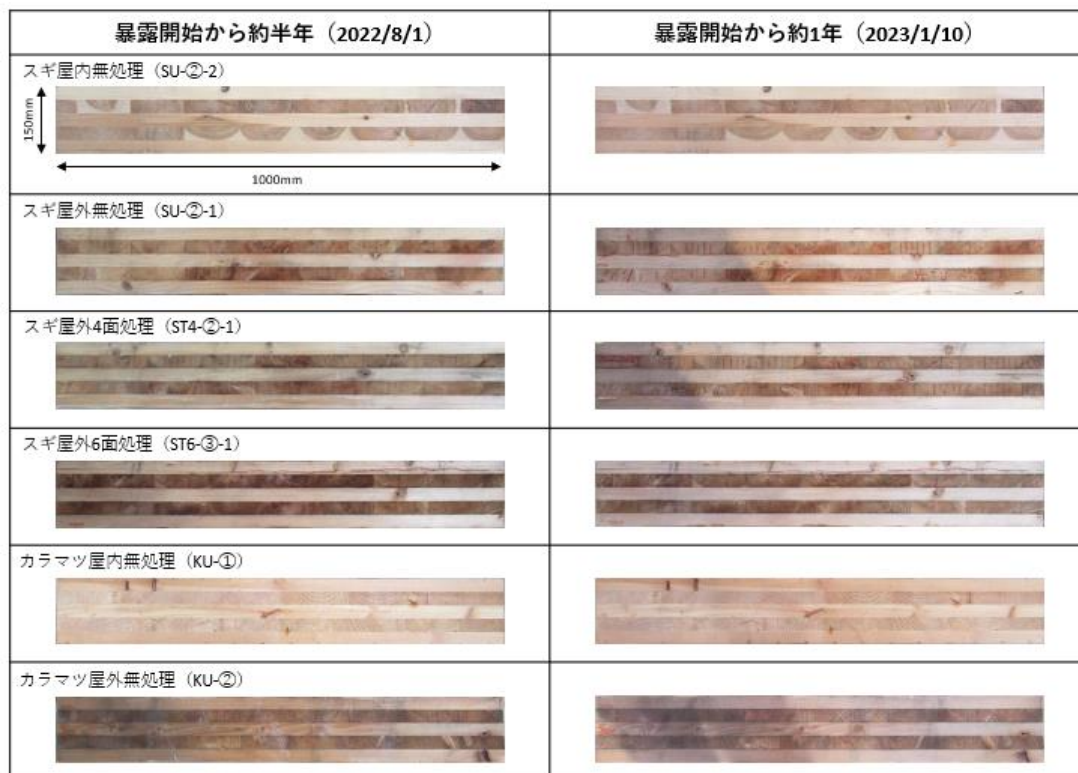 暴露開始から約半年（2022/8/1）
暴露開始から約1年（2023/1/10）
スギ屋内無処理（SU-②-2）
150mm
1000mm
スギ屋外無処理（SU-②-1）
スギ屋外4面処理（ST4-②-1）
スギ屋外6面処理（ST6-③-1）
カラマツ屋内無処理（KU-①）
カラマツ屋外無処理（KU-②）